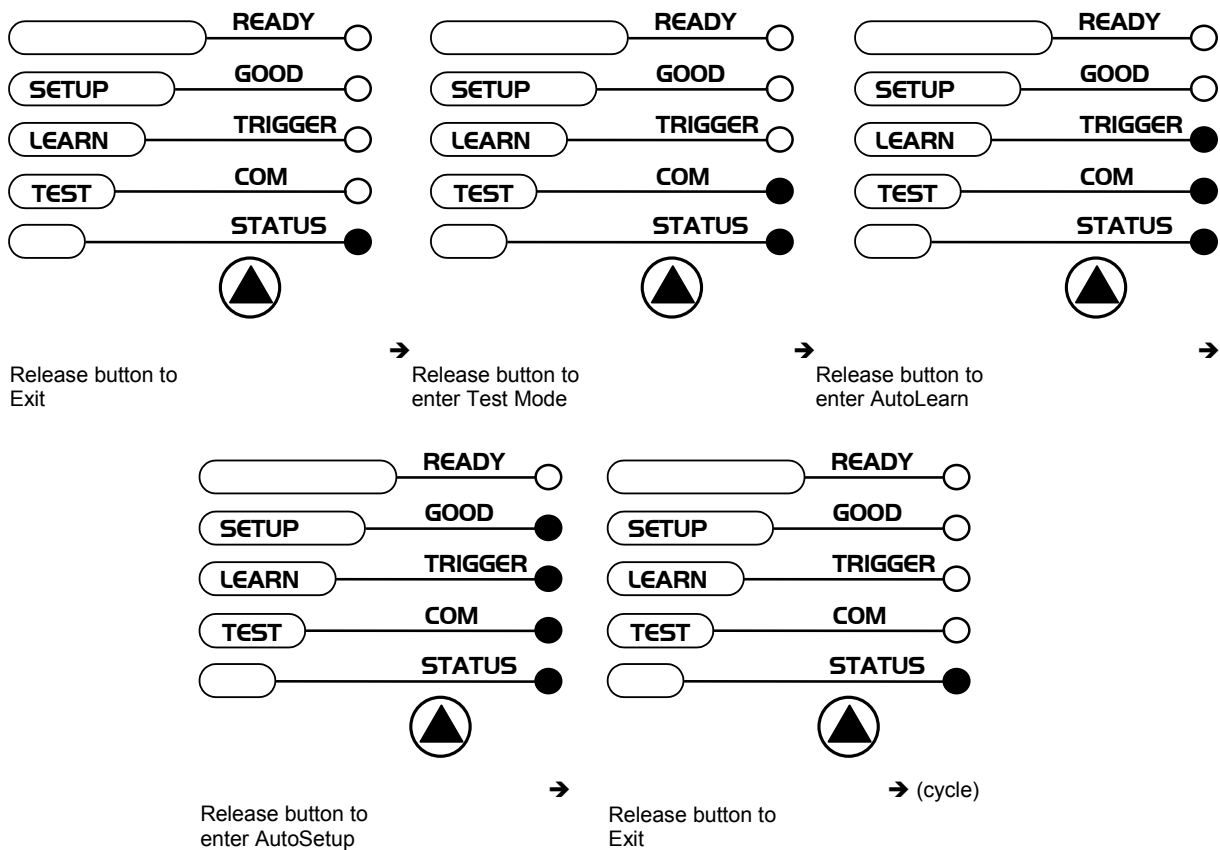 READY
SETUP GOOD
LEARN TRIGGER
TEST COM
STATUS
➔
Release button to
Exit
READY
SETUP GOOD
LEARN TRIGGER
TEST COM
STATUS
➔
Release button to
enter Test Mode
READY
SETUP GOOD
LEARN TRIGGER
TEST COM
STATUS
➔
Release button to
enter AutoLearn
READY
SETUP GOOD
LEARN TRIGGER
TEST COM
STATUS
➔
Release button to
enter AutoSetup
READY
SETUP GOOD
LEARN TRIGGER
TEST COM
STATUS
➔ (cycle)
Release button to
Exit